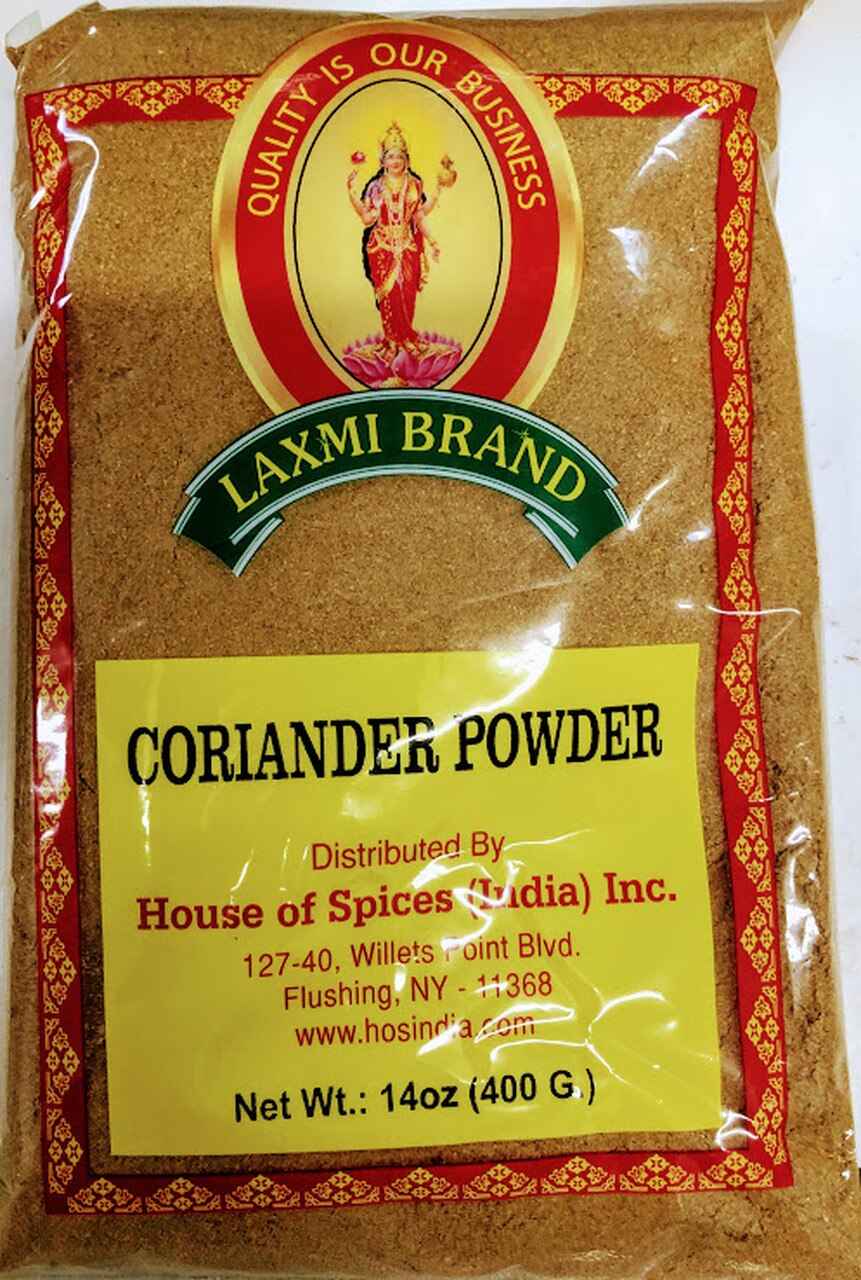 QUALITY IS OUR BUSINESS
LAXMI BRAND
CORIANDER POWDER
Distributed By
House of Spices (India) Inc.
127-40, Willets Point Blvd.
Flushing, NY - 11368
www.hosindia.com
Net Wt.: 14oz (400 G.)